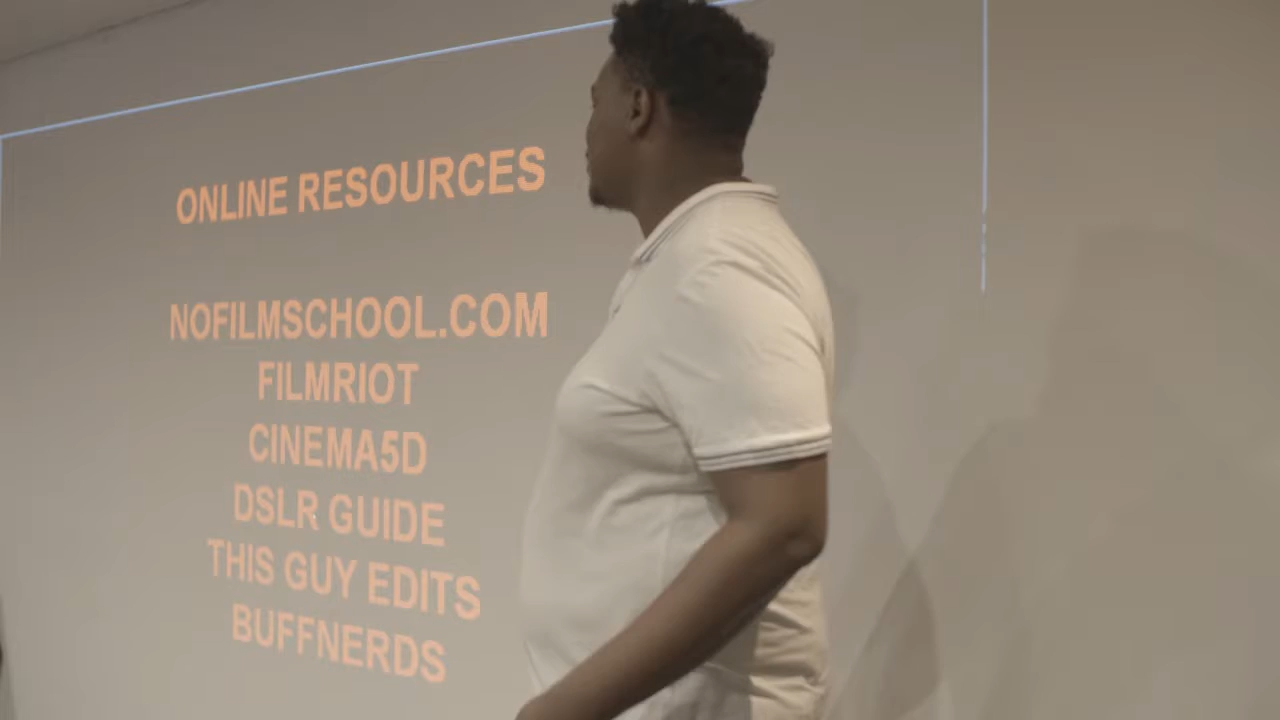 ONLINE RESOURCES
NOFILMSCHOOL.COM
FILMRIOT
CINEMA5D
DSLR GUIDE
THIS GUY EDITS
BUFFNERDS